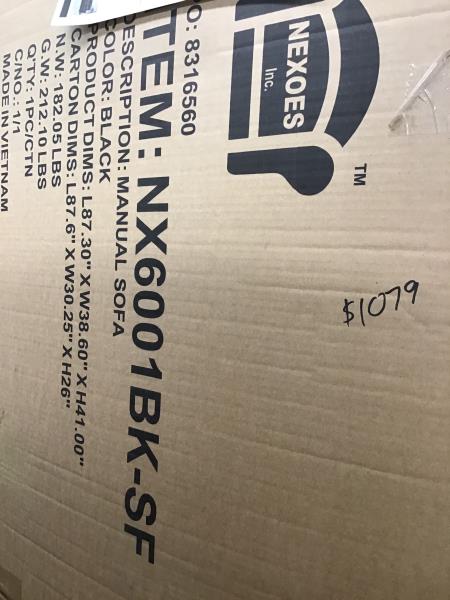 O: 8316560
TEM: NX6001BK-SF
DESCRIPTION: MANUAL SOFA
COLOR: BLACK
PRODUCT DIMS: L87.30" X W38.60" X H41.00"
CARTON DIMS: L87.6" X W30.25" X H26"
N.W: 182.05 LBS
G.W: 212.10 LBS
Q'TY: 1PC/CTN
C/NO.: 1/1
MADE IN VIETNAM
NEXOES
Inc.
TM
$1079